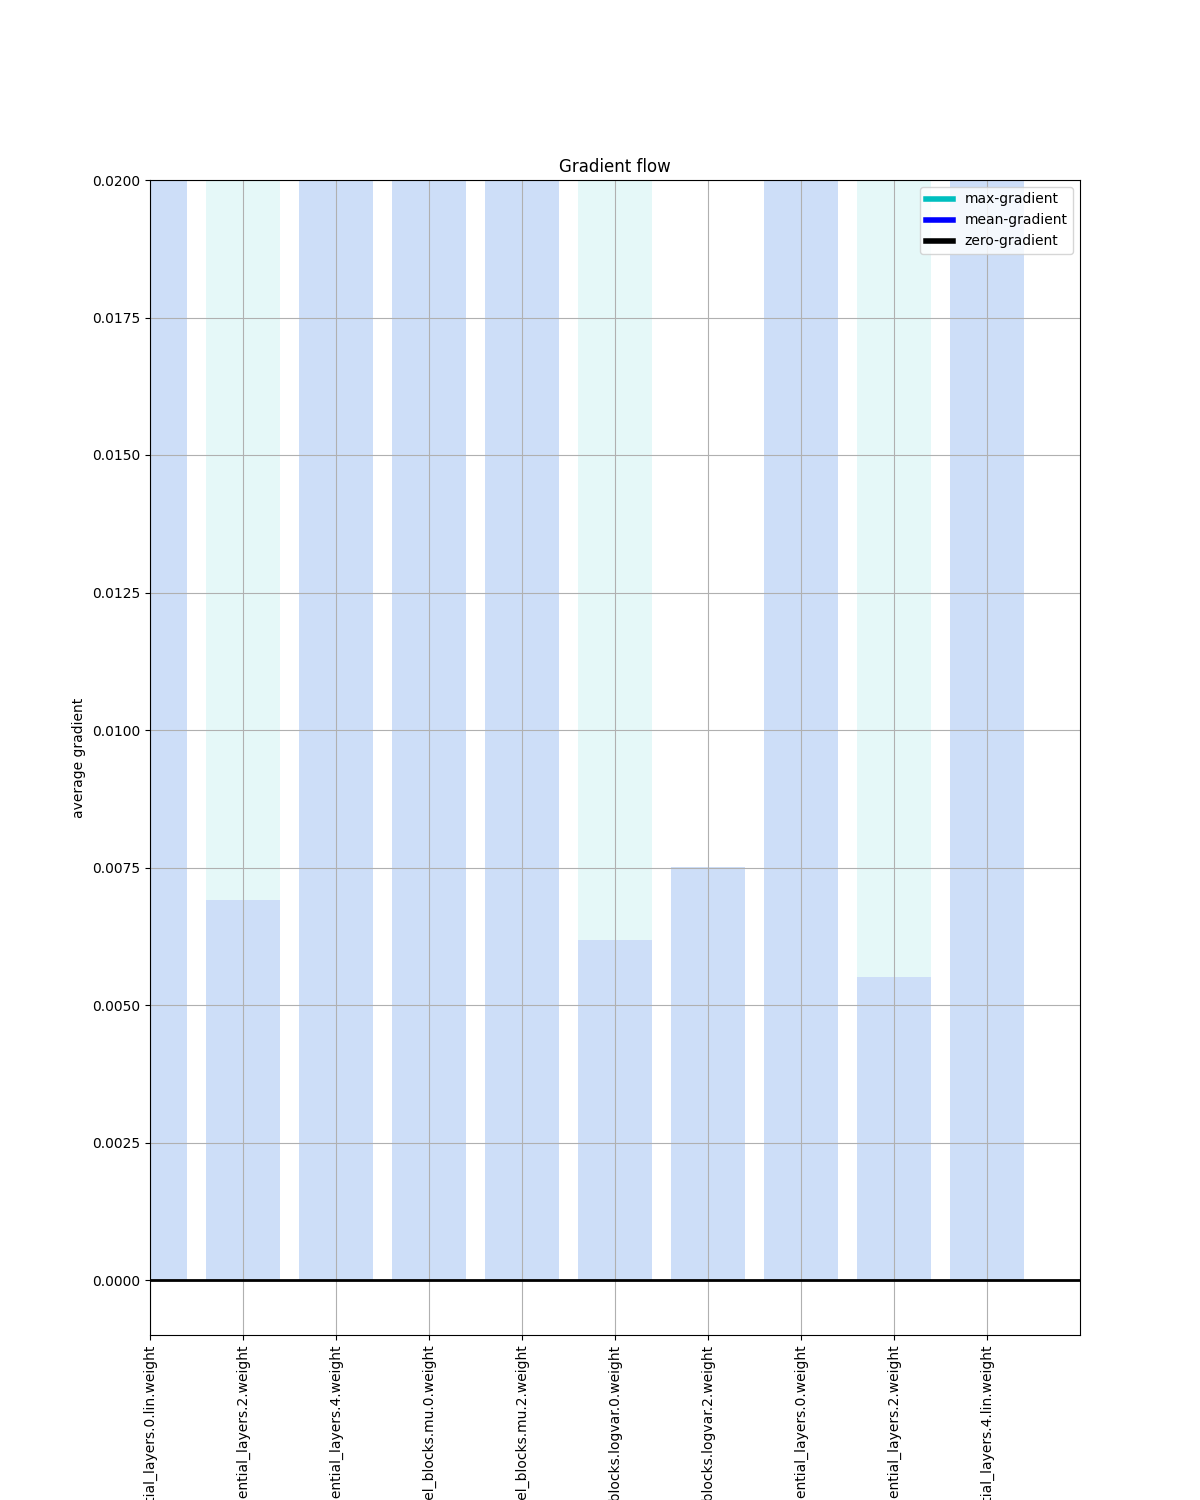 Gradient flow
max-gradient
mean-gradient
zero-gradient
0.0200
0.0175
0.0150
0.0125
0.0100
0.0075
0.0050
0.0025
0.0000
average gradient
tial_layers.0.lin.weight
ential_layers.2.weight
ential_layers.4.weight
el_blocks.mu.0.weight
el_blocks.mu.2.weight
blocks.logvar.0.weight
blocks.logvar.2.weight
ential_layers.0.weight
ential_layers.2.weight
tial_layers.4.lin.weight